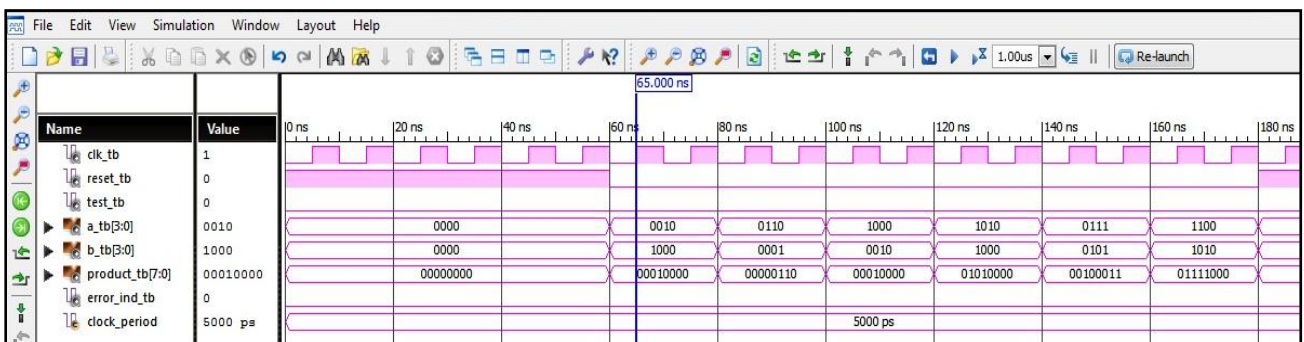 File Edit View Simulation Window Layout Help
1.00us Re-launch
65.000 ns
Name Value 0 ns 20 ns 40 ns 60 ns 80 ns 100 ns 120 ns 140 ns 160 ns 180 ns
clk_tb 1
reset_tb 0
test_tb 0
a_tb[3:0] 0010 0000 0010 0110 1000 1010 0111 1100
b_tb[3:0] 1000 0000 1000 0001 0010 1000 0101 1010
product_tb[7:0] 00010000 00000000 00010000 00000110 00010000 01010000 00100011 01111000
error_ind_tb 0
clock_period 5000 ps 5000 ps